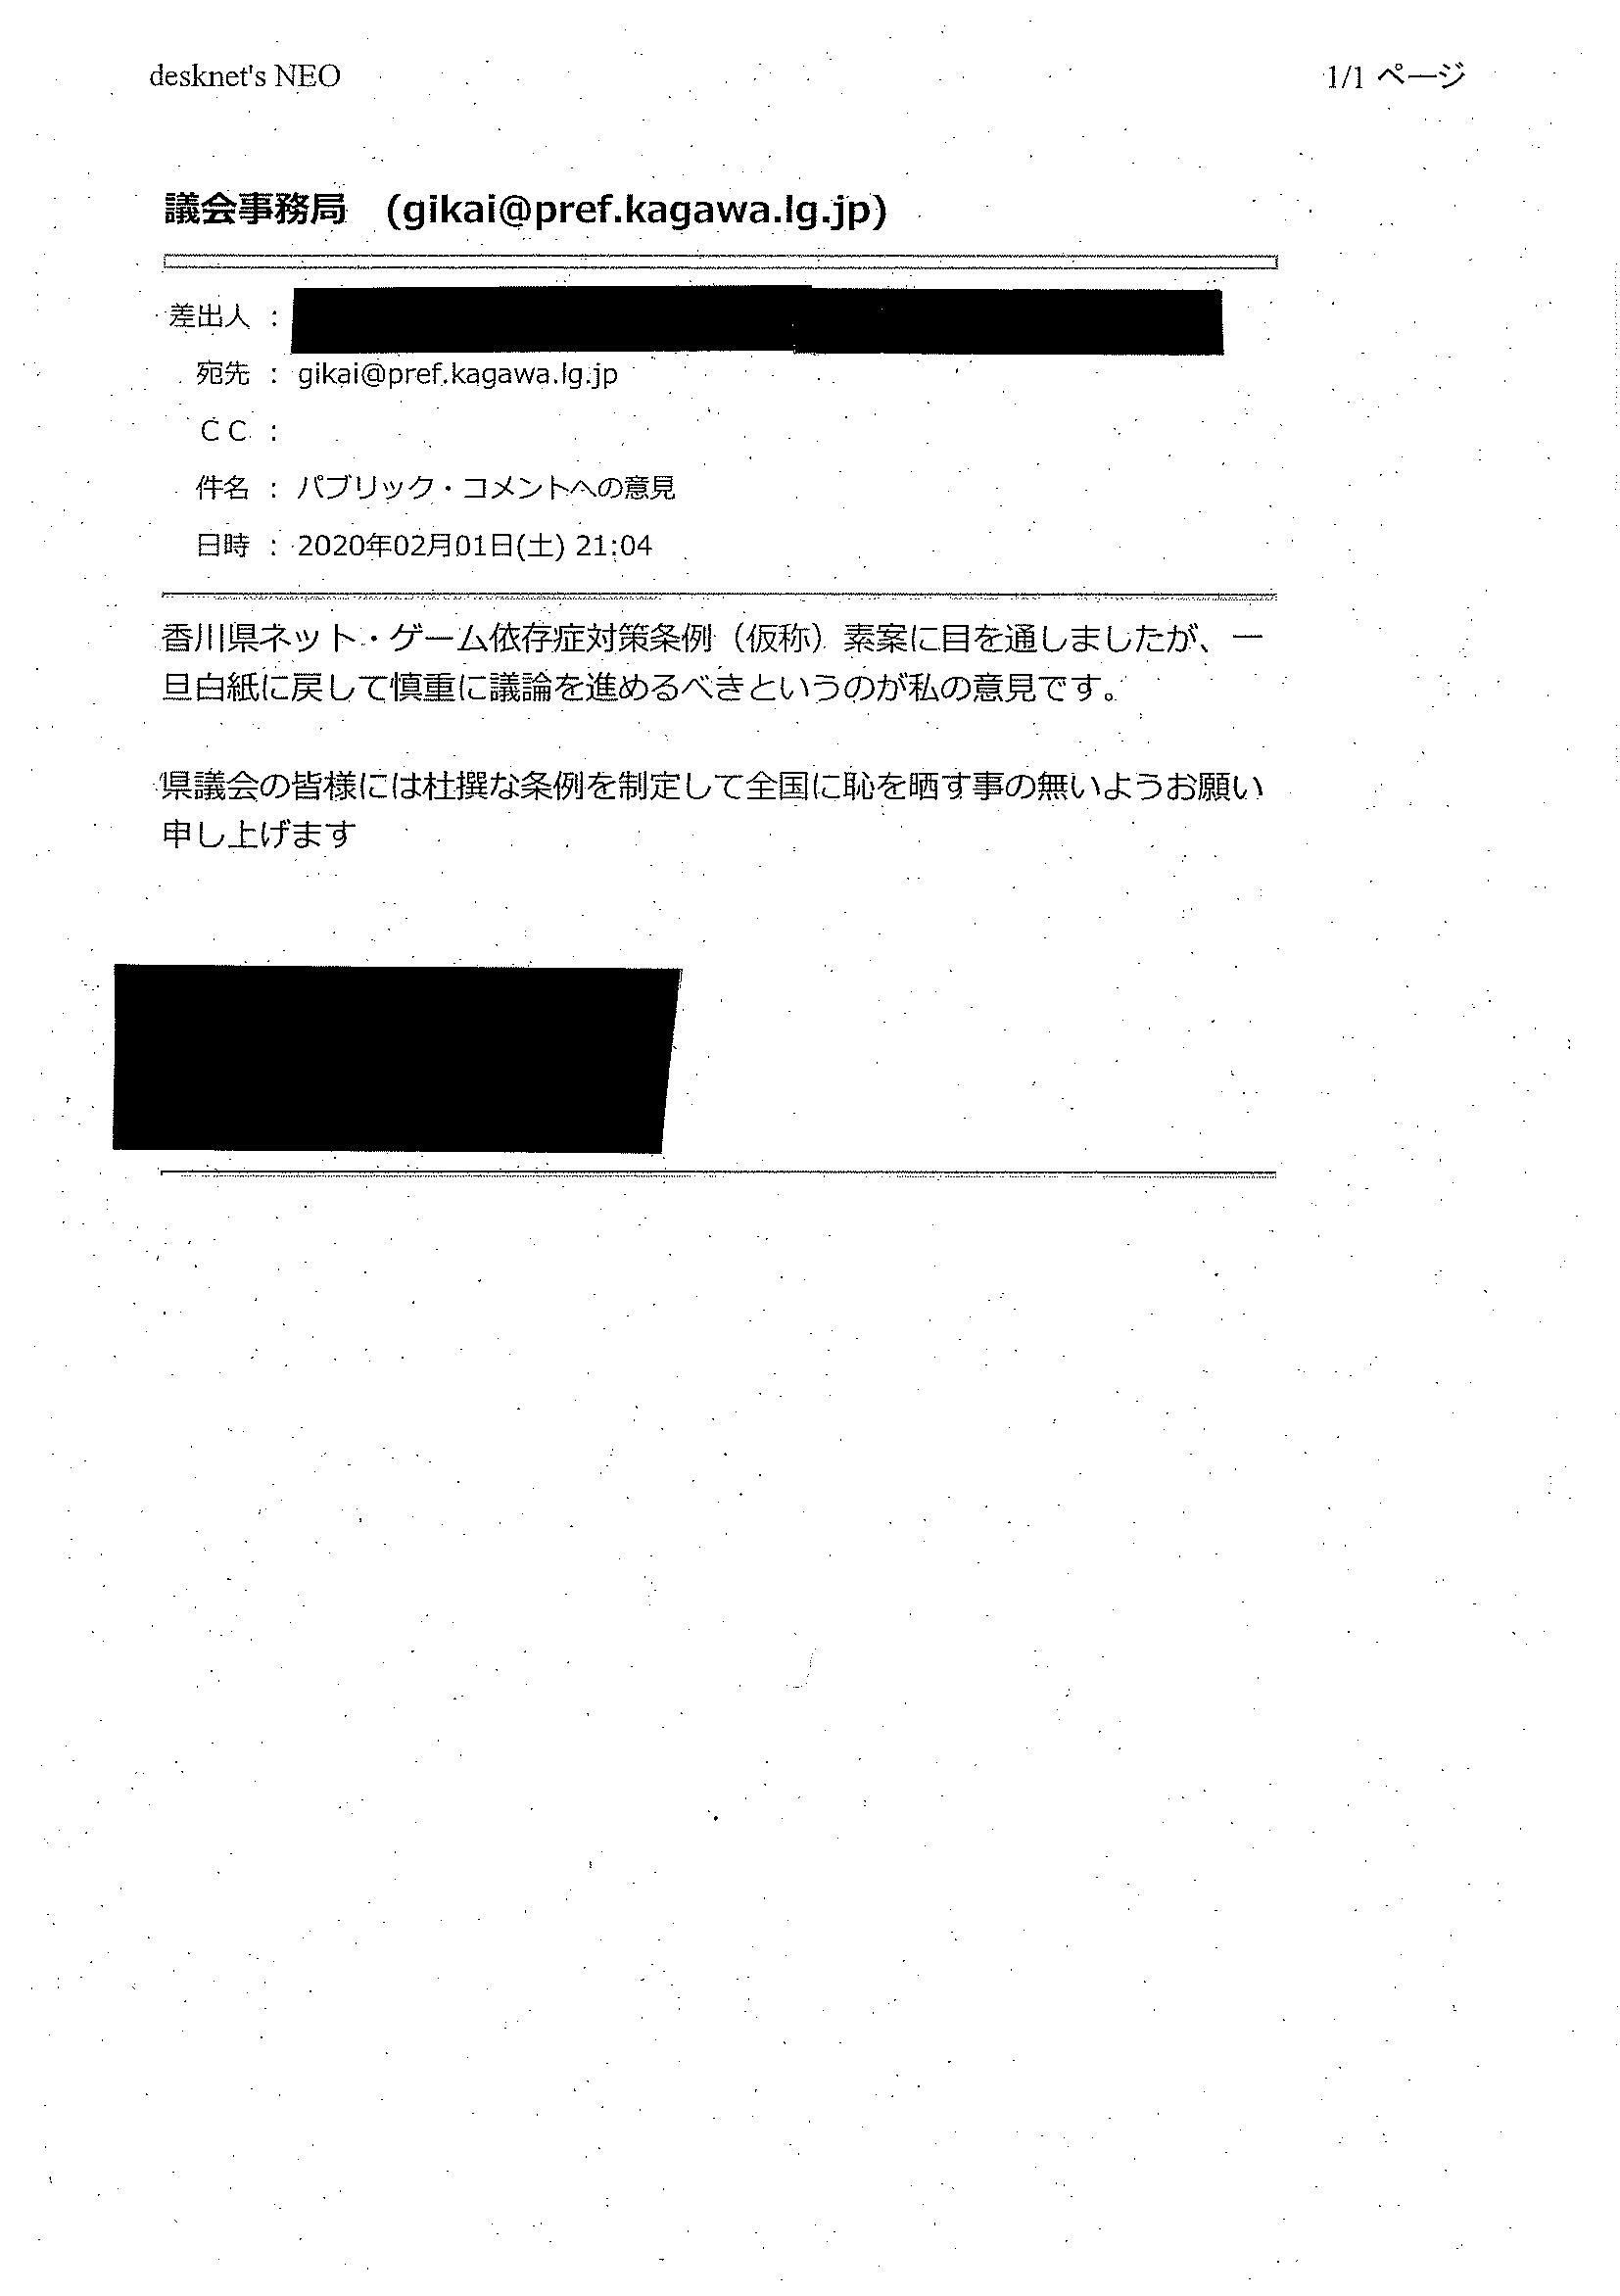 desknet's NEO
1/1 ページ
議会事務局 (gikai@pref.kagawa.lg.jp)
差出人 :
宛先 : gikai@pref.kagawa.lg.jp
CC :
件名 : パブリック・コメントへの意見
日時 : 2020年02月01日(土) 21:04
香川県ネット・ゲーム依存症対策条例（仮称）素案に目を通しましたが、一
旦白紙に戻して慎重に議論を進めるべきというのが私の意見です。
県議会の皆様には杜撰な条例を制定して全国に恥を晒す事の無いようお願い
申し上げます